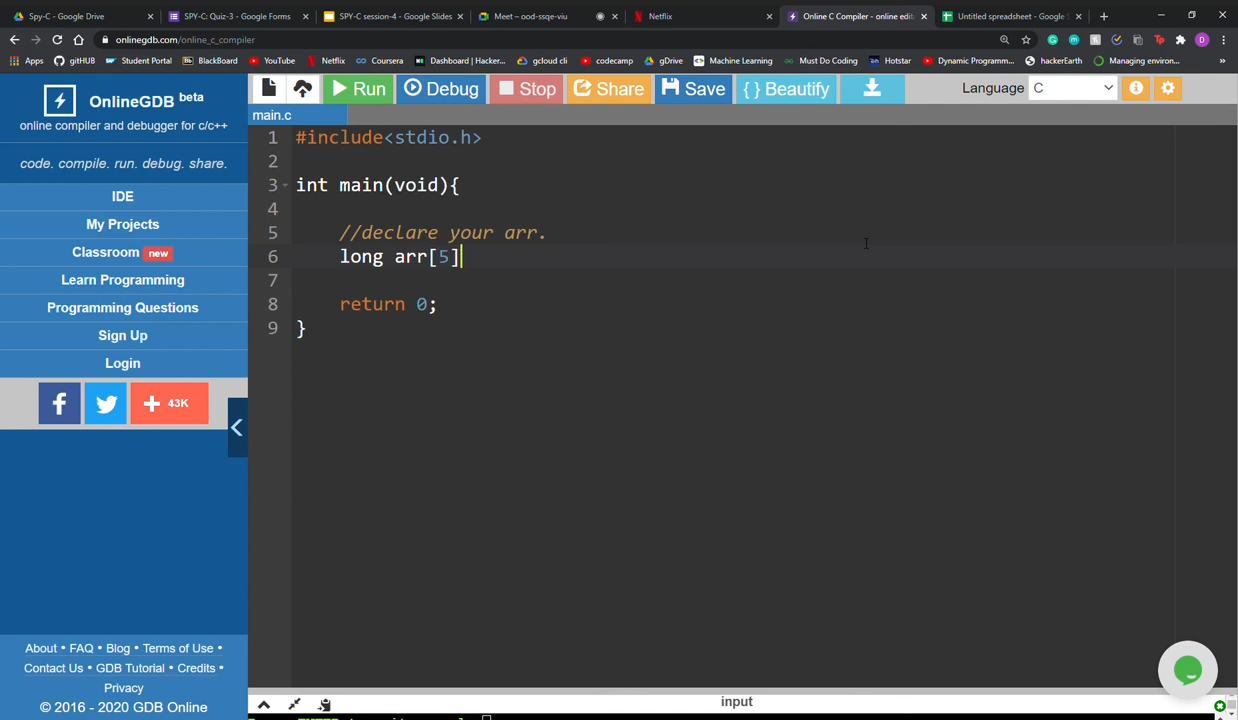 Spy-C - Google Drive
SPY-C: Quiz-3 - Google Forms
SPY-C session-4 - Google Slides
Meet – ood-ssqe-viu
Netflix
Online C Compiler - online edit
Untitled spreadsheet - Google
onlinegdb.com/online_c_compiler
Apps
gitHUB
Student Portal
BlackBoard
YouTube
Netflix
Coursera
Dashboard | Hacker...
gcloud cli
codecamp
gDrive
Machine Learning
Must Do Coding
Hotstar
Dynamic Programm...
hackerEarth
Managing environ...
»
OnlineGDB beta
online compiler and debugger for c/c++
code. compile. run. debug. share.
IDE
My Projects
Classroom new
Learn Programming
Programming Questions
Sign Up
Login
43K
About • FAQ • Blog • Terms of Use •
Contact Us • GDB Tutorial • Credits •
Privacy
© 2016 - 2020 GDB Online
Run
Debug
Stop
Share
Save
{ } Beautify
Language C
main.c
1 #include<stdio.h>
2
3 int main(void){
4
5 //declare your arr.
6 long arr[5]
7
8 return 0;
9 }
input